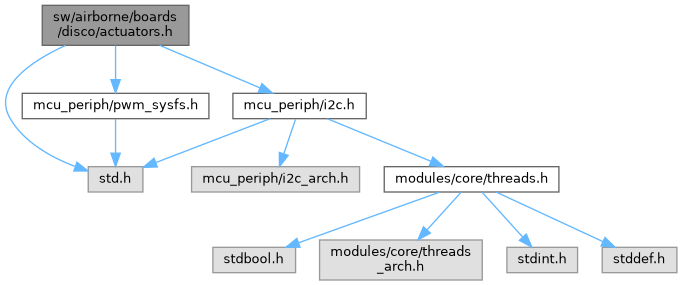 sw/airborne/boards
/disco/actuators.h
mcu_periph/pwm_sysfs.h
mcu_periph/i2c.h
std.h
mcu_periph/i2c_arch.h
modules/core/threads.h
stdbool.h
modules/core/threads
_arch.h
stdint.h
stddef.h